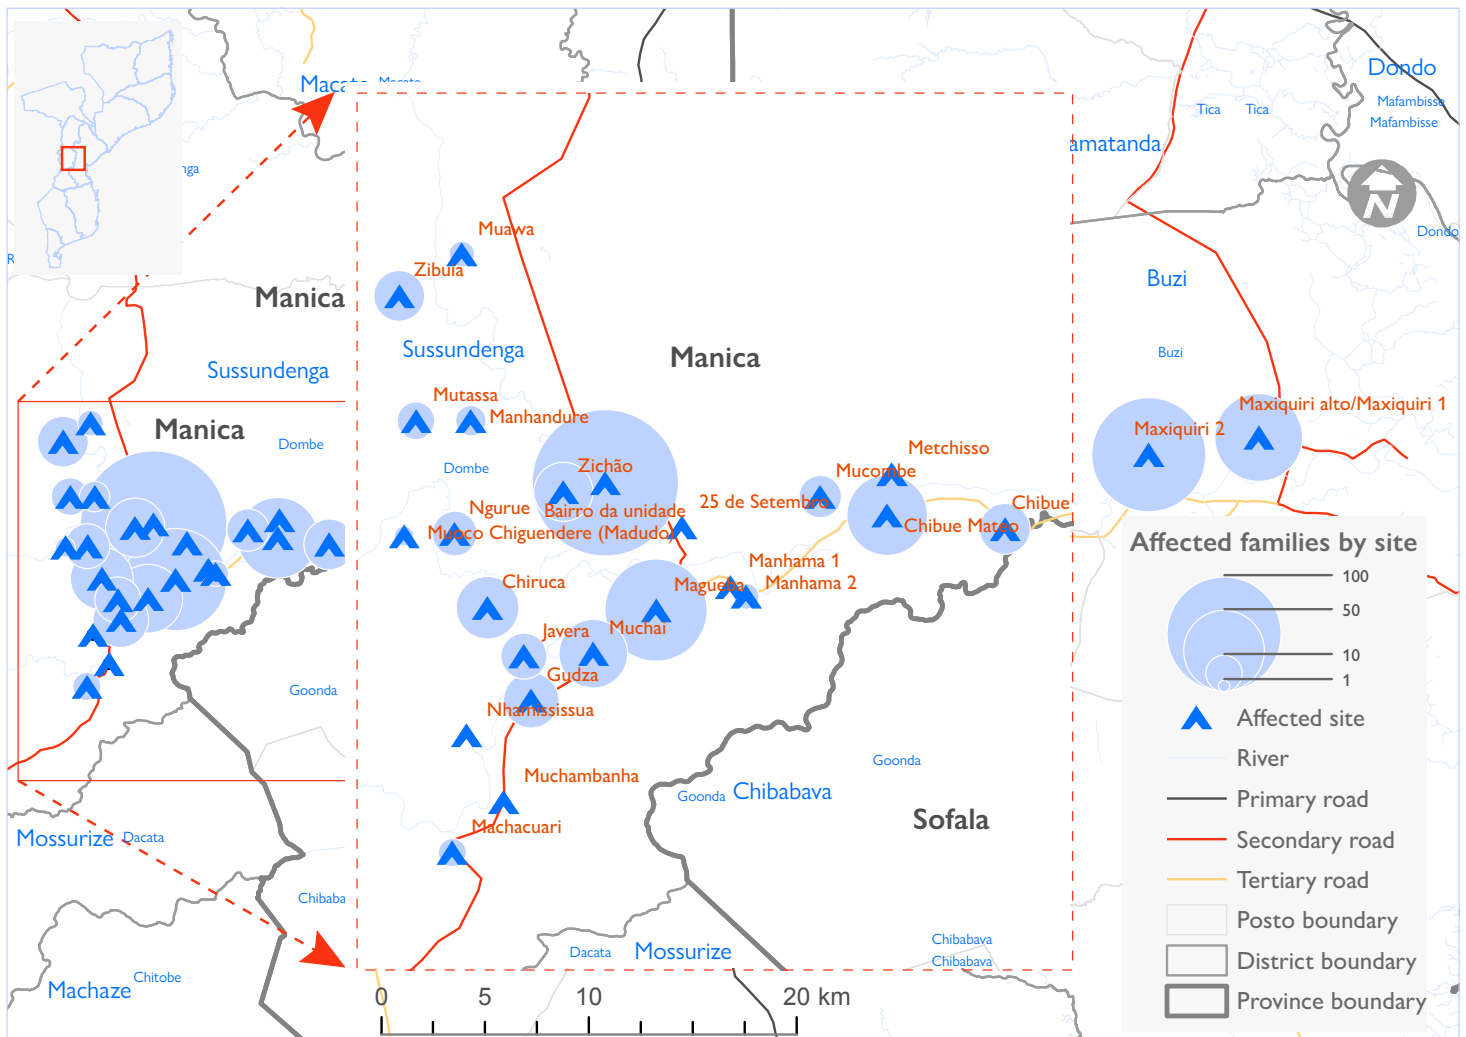 Dondo
Mafambisse
Mafambisse
Tica
Tica
Macate
amatanda
nga
N
Dondo
R
Muawa
Zibuia
Buzi
Manica
Sussundenga
Manica
Buzi
Sussundenga
Mutassa
Manhandure
Maxiquiri alto/Maxiquiri 1
Maxiquiri 2
Manica
Dombe
Metchisso
Dombe
Zichão
Mucombe
Ngurue
Bairro da unidade
25 de Setembro
Chibue
Muoco Chiguendere (Madudo)
Chibue Mateo
Manhama 1
Chiruca
Magueba
Manhama 2
Javera
Muchai
Gudza
Goonda
Nhamississua
Goonda
Muchambanha
Goonda
Chibabava
Machacuari
Sofala
Mossurize
Dacata
Chibaba
Chibabava
Chibabava
Dacata
Mossurize
Chitobe
Machaze
0 5 10 20 km
Affected families by site
100
50
10
1
Affected site
River
Primary road
Secondary road
Tertiary road
Posto boundary
District boundary
Province boundary